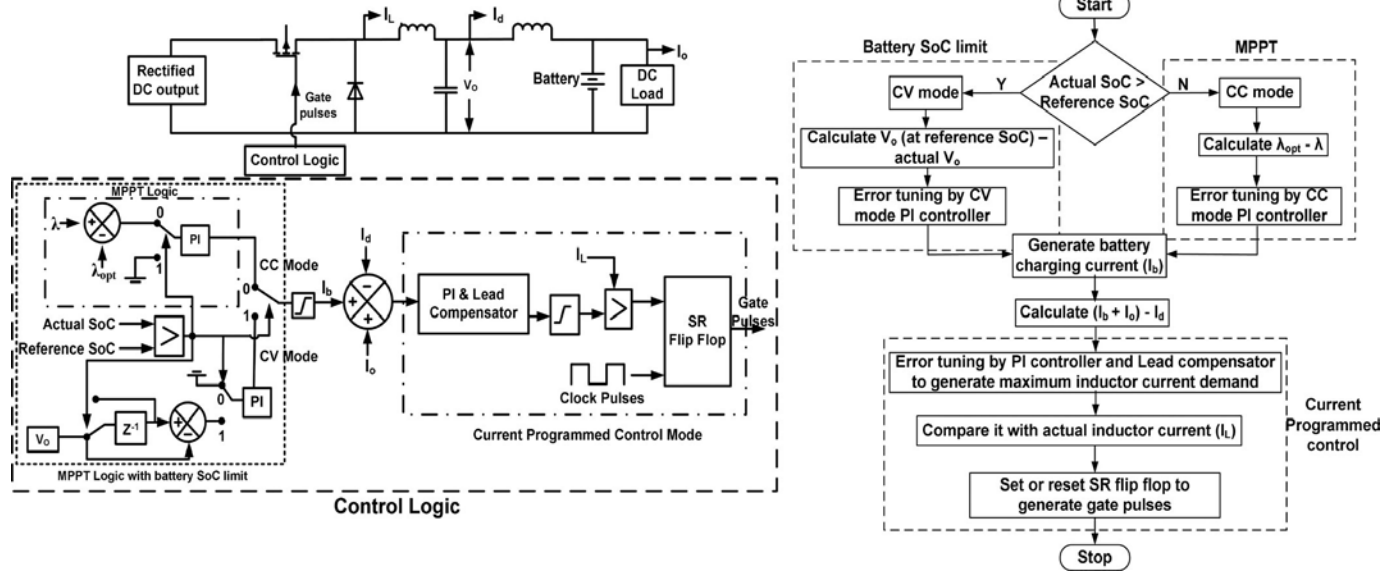 I_L
I_d
I_o
Rectified
DC output
Gate
pulses
V_o
Battery
DC
Load
Control Logic
MPPT Logic
λ
+
-
λ_opt
0
1
PI
CC Mode
0
1
CV Mode
Actual SoC
Reference SoC
>
I_b
I_d
+
-
+
I_o
PI & Lead
Compensator
I_L
>
SR
Flip Flop
Gate
Pulses
Clock Pulses
Current Programmed Control Mode
0
PI
V_o
Z⁻¹
+
-
1
MPPT Logic with battery SoC limit
Control Logic
Start
Battery SoC limit
MPPT
Actual SoC >
Reference SoC
Y
N
CV mode
CC mode
Calculate V_o (at reference SoC) –
actual V_o
Calculate λ_opt - λ
Error tuning by CV
mode PI controller
Error tuning by CC
mode PI controller
Generate battery
charging current (I_b)
Calculate (I_b + I_o) - I_d
Error tuning by PI controller and Lead compensator
to generate maximum inductor current demand
Compare it with actual inductor current (I_L)
Set or reset SR flip flop to
generate gate pulses
Current
Programmed
control
Stop